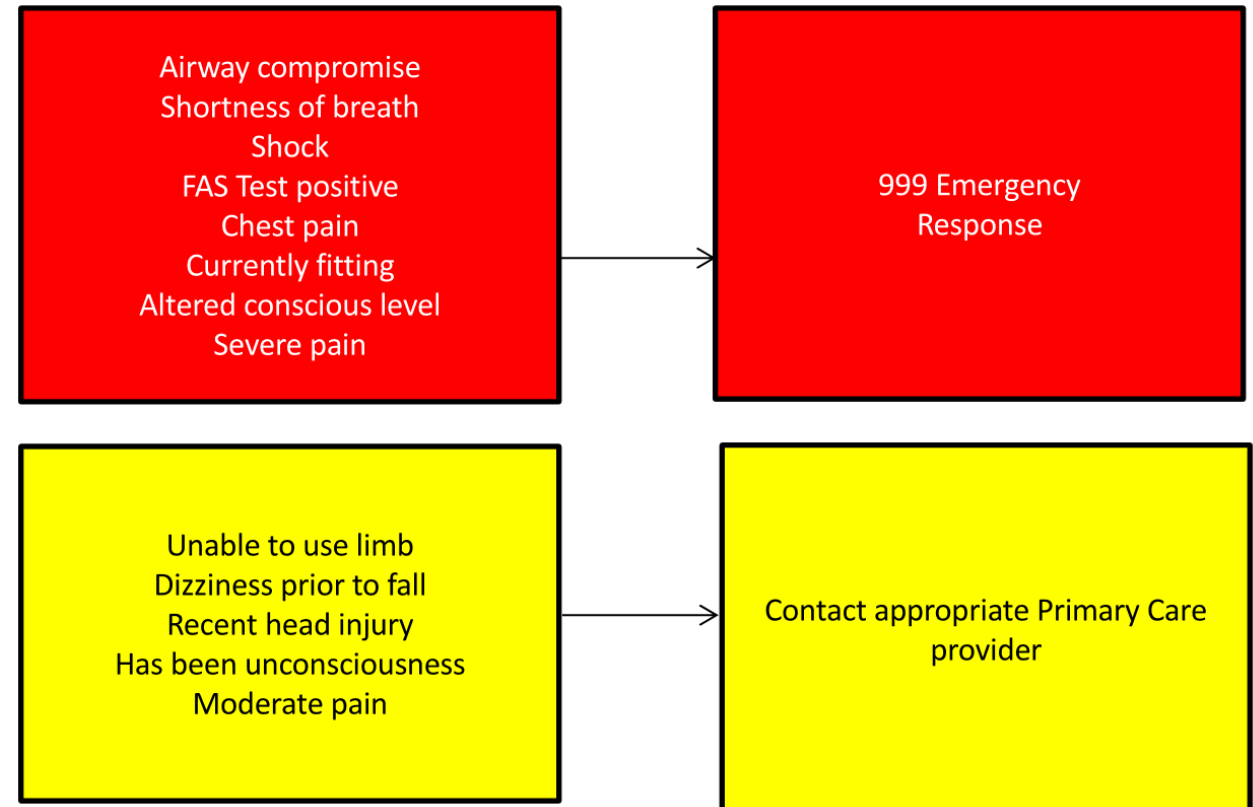 Airway compromise
Shortness of breath
Shock
FAS Test positive
Chest pain
Currently fitting
Altered conscious level
Severe pain
999 Emergency
Response
Unable to use limb
Dizziness prior to fall
Recent head injury
Has been unconsciousness
Moderate pain
Contact appropriate Primary Care
provider